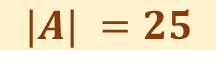 |A| = 25